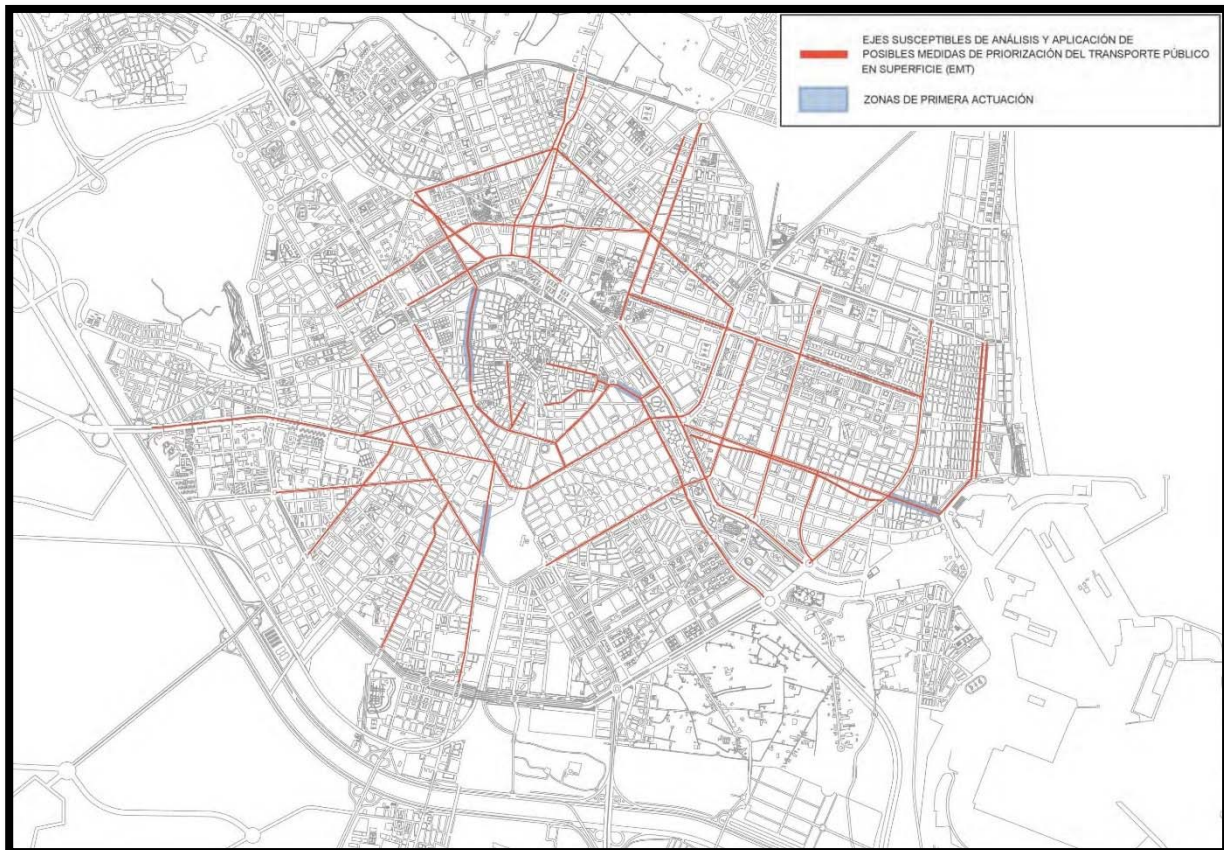 EJES SUSCEPTIBLES DE ANÁLISIS Y APLICACIÓN DE
POSIBLES MEDIDAS DE PRIORIZACIÓN DEL TRANSPORTE PÚBLICO
EN SUPERFICIE (EMT)
ZONAS DE PRIMERA ACTUACIÓN